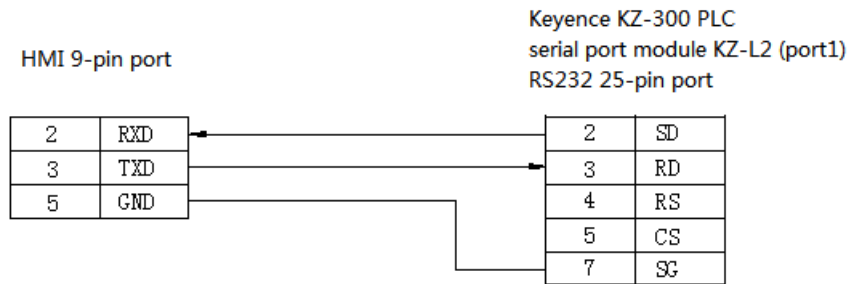 Keyence KZ-300 PLC
serial port module KZ-L2 (port1)
HMI 9-pin port
RS232 25-pin port
2 RXD 2 SD
3 TXD 3 RD
5 GND 4 RS
5 CS
7 SG